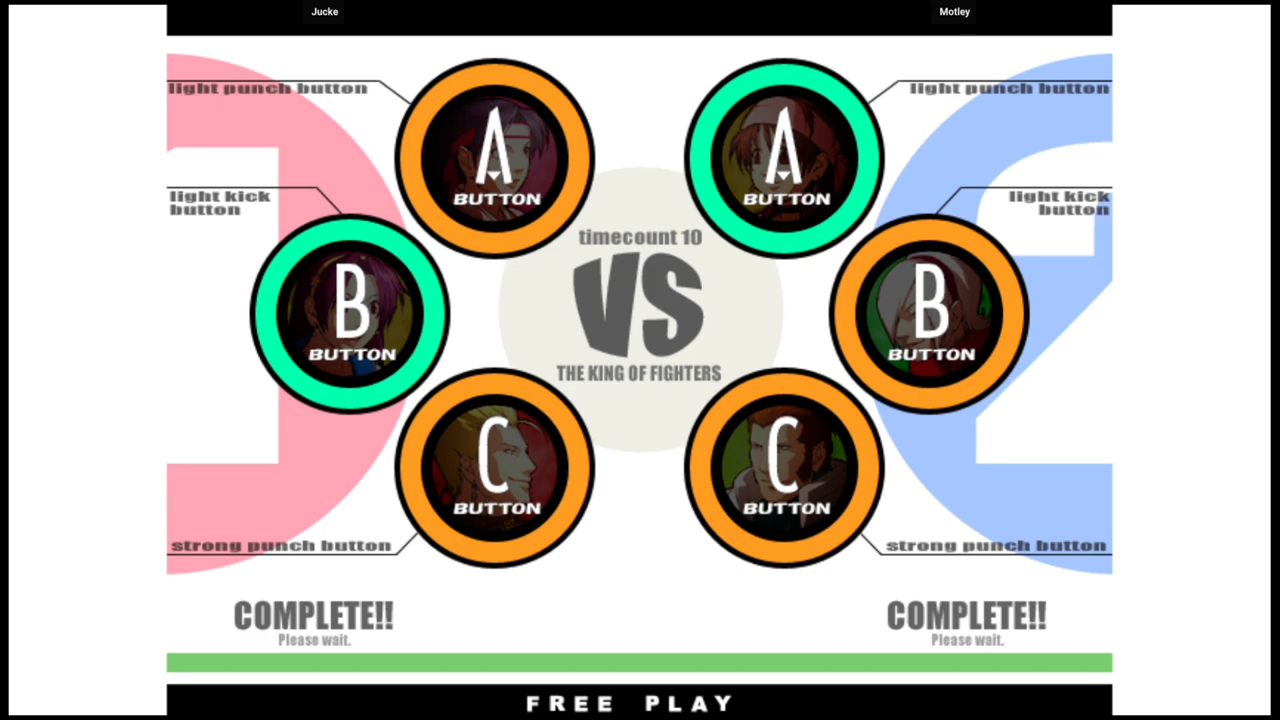 Jucke
Motley
light punch button
light punch button
A
BUTTON
A
BUTTON
light kick
button
light kick
button
B
BUTTON
B
BUTTON
timecount 10
VS
THE KING OF FIGHTERS
C
BUTTON
C
BUTTON
strong punch button
strong punch button
COMPLETE!!
Please wait.
COMPLETE!!
Please wait.
FREE PLAY